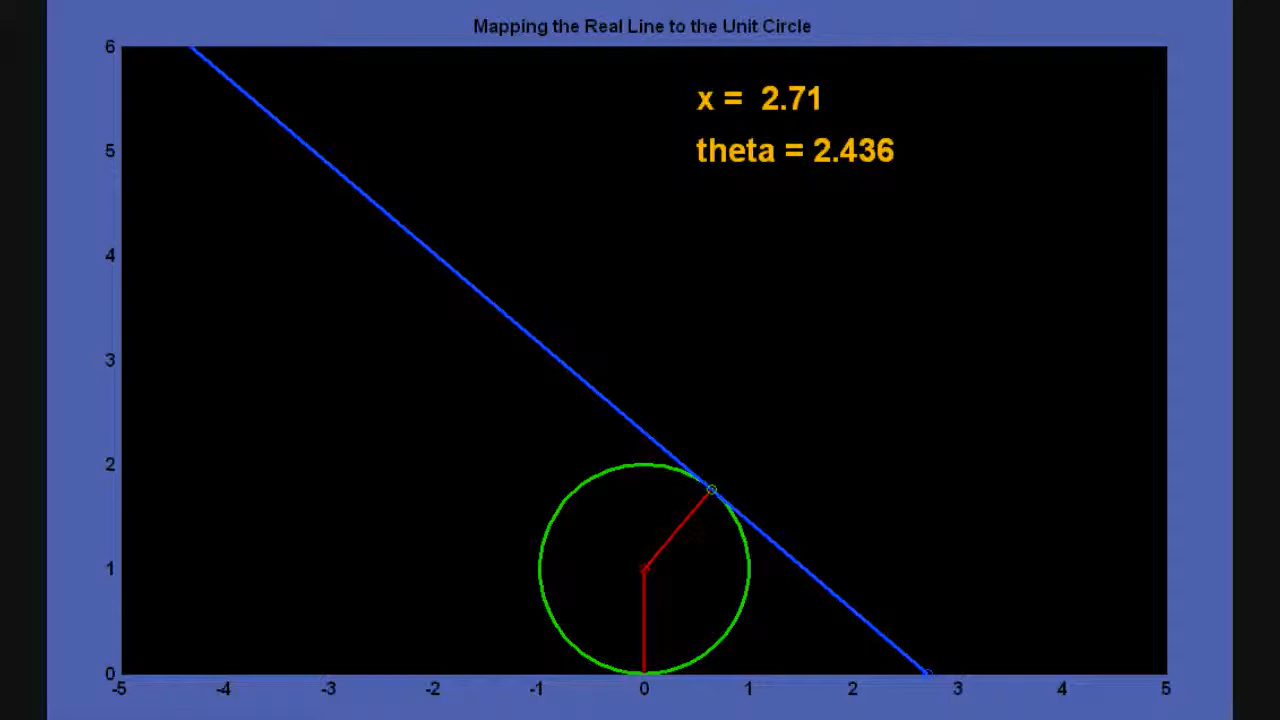 Mapping the Real Line to the Unit Circle
x = 2.71
theta = 2.436
6
5
4
3
2
1
0
-5 -4 -3 -2 -1 0 1 2 3 4 5